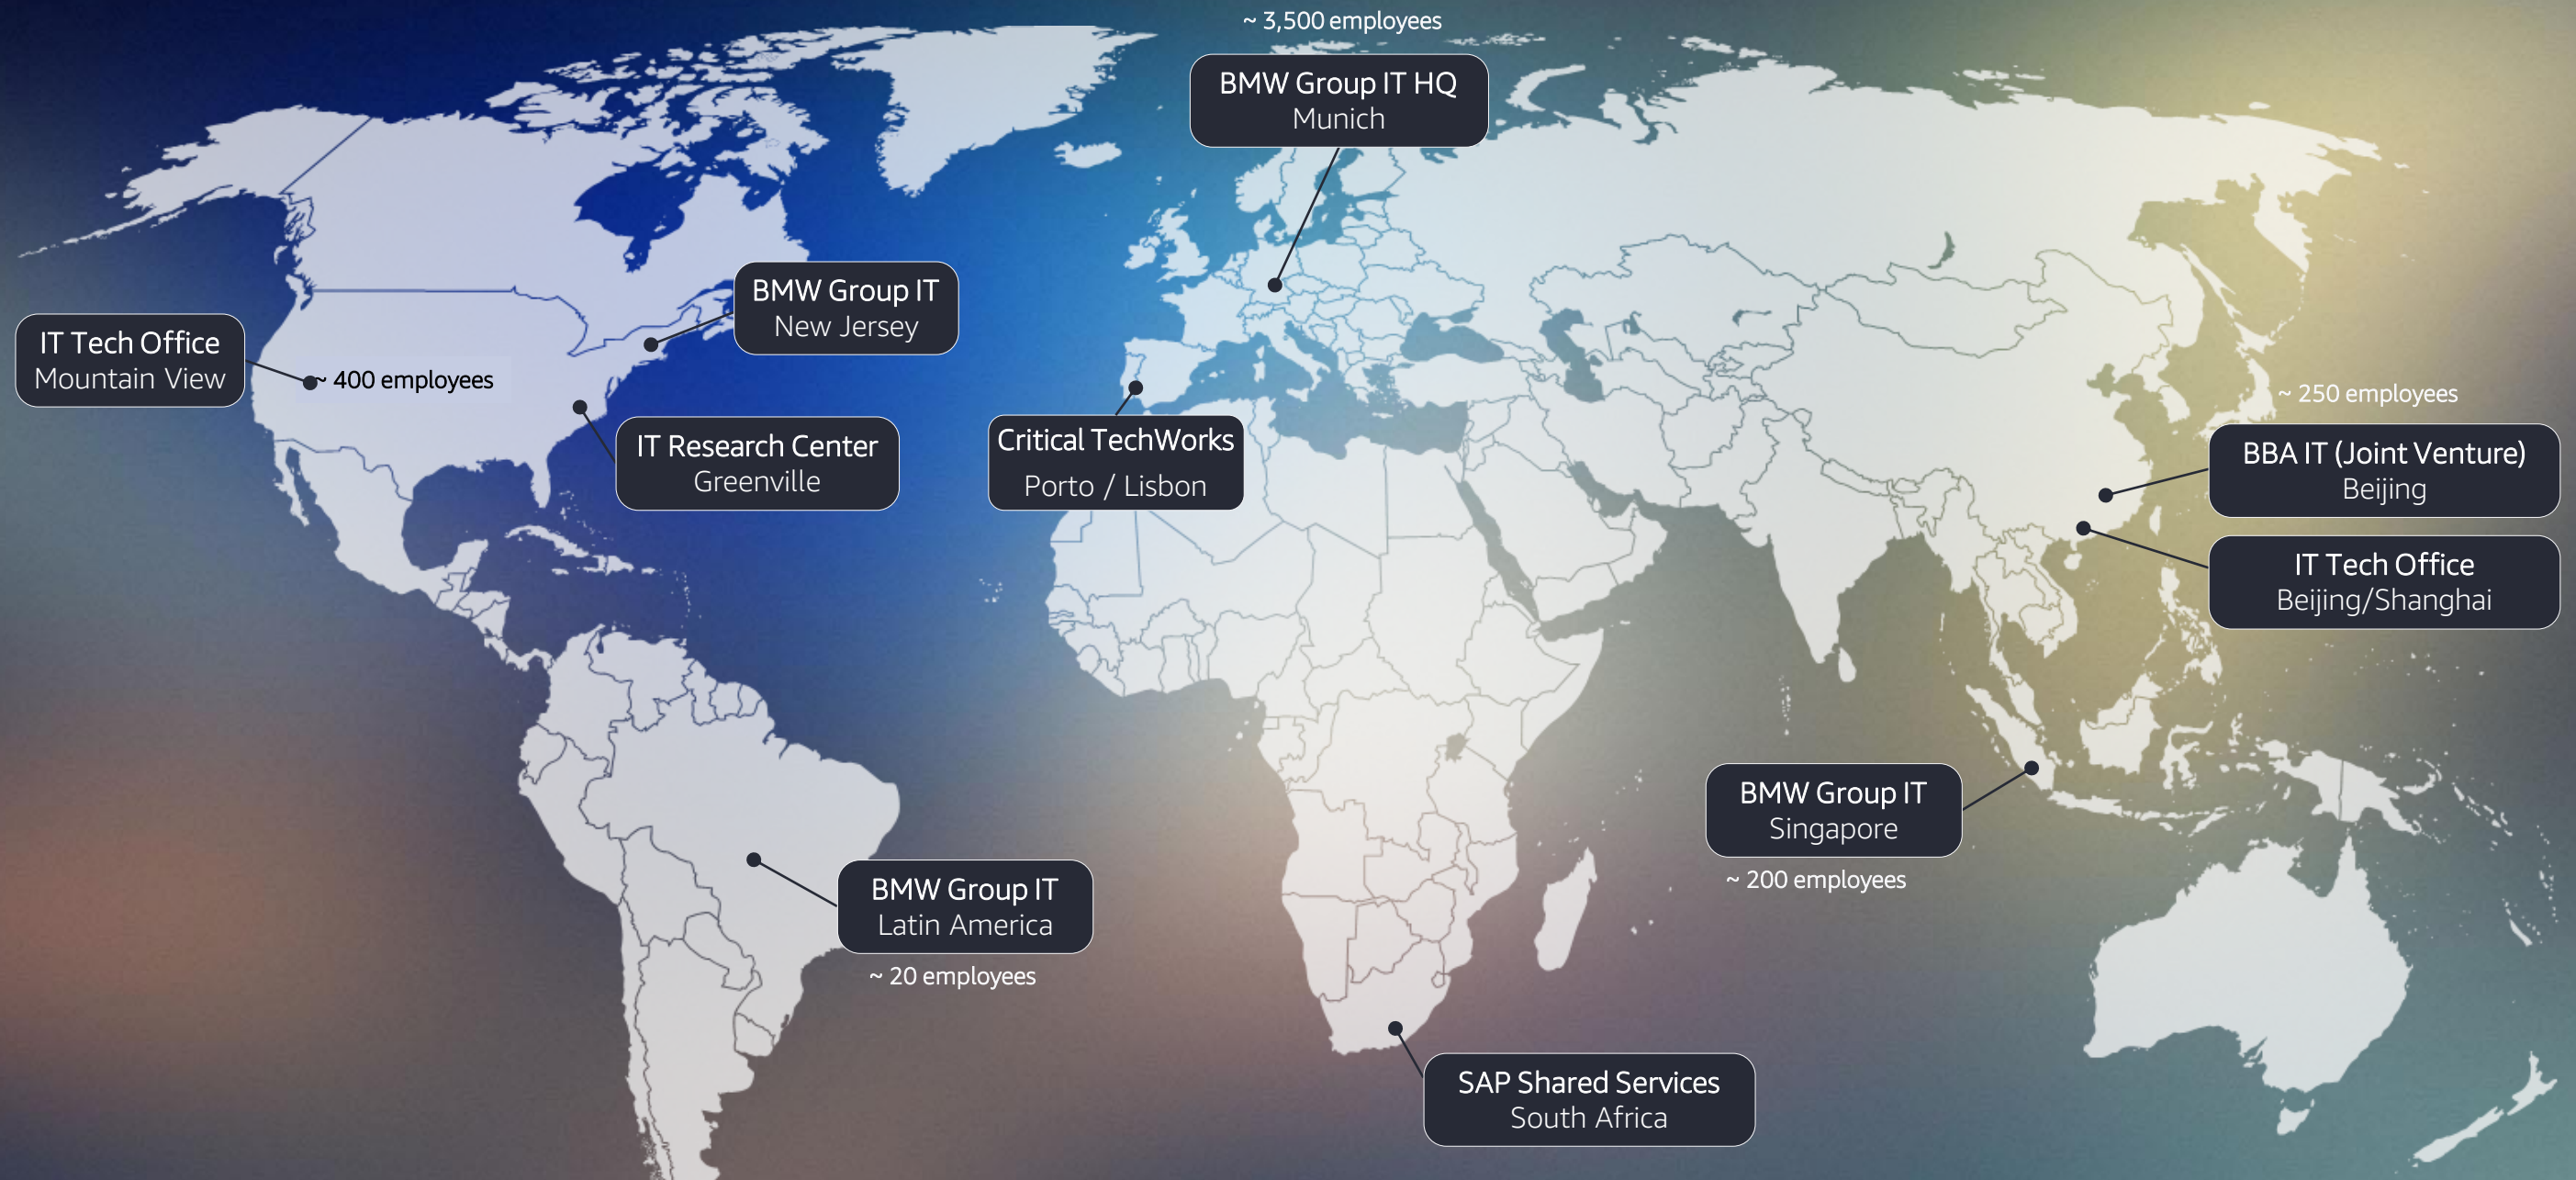 ~ 3,500 employees
BMW Group IT HQ
Munich
BMW Group IT
New Jersey
IT Tech Office
Mountain View
~ 400 employees
IT Research Center
Greenville
Critical TechWorks
Porto / Lisbon
~ 250 employees
BBA IT (Joint Venture)
Beijing
IT Tech Office
Beijing/Shanghai
BMW Group IT
Singapore
~ 200 employees
BMW Group IT
Latin America
~ 20 employees
SAP Shared Services
South Africa